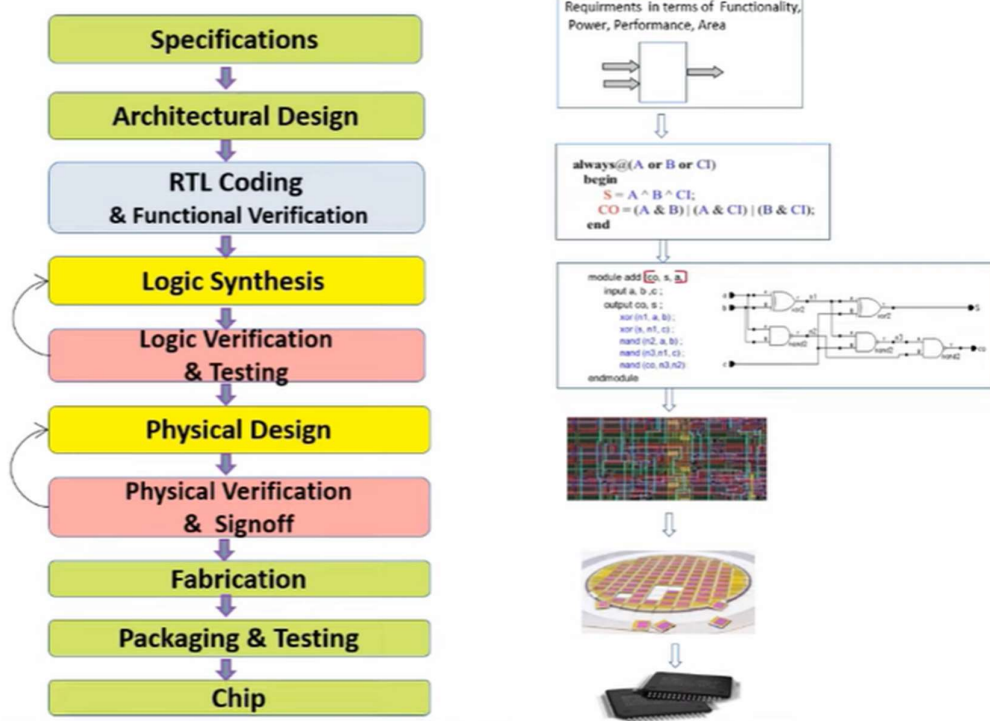 Specifications
Architectural Design
RTL Coding
& Functional Verification
Logic Synthesis
Logic Verification
& Testing
Physical Design
Physical Verification
& Signoff
Fabrication
Packaging & Testing
Chip
Requirments in terms of Functionality,
Power, Performance, Area
always@(A or B or CI)
begin
S = A ^ B ^ CI;
CO = (A & B) | (A & CI) | (B & CI);
end
module add (co, s, a,
input a, b ,c ;
output co, s ;
xor (n1, a, b) ;
xor (s, n1, c) ;
nand (n2, a, b) ;
nand (n3,n1, c) ;
nand (co, n3,n2)
endmodule